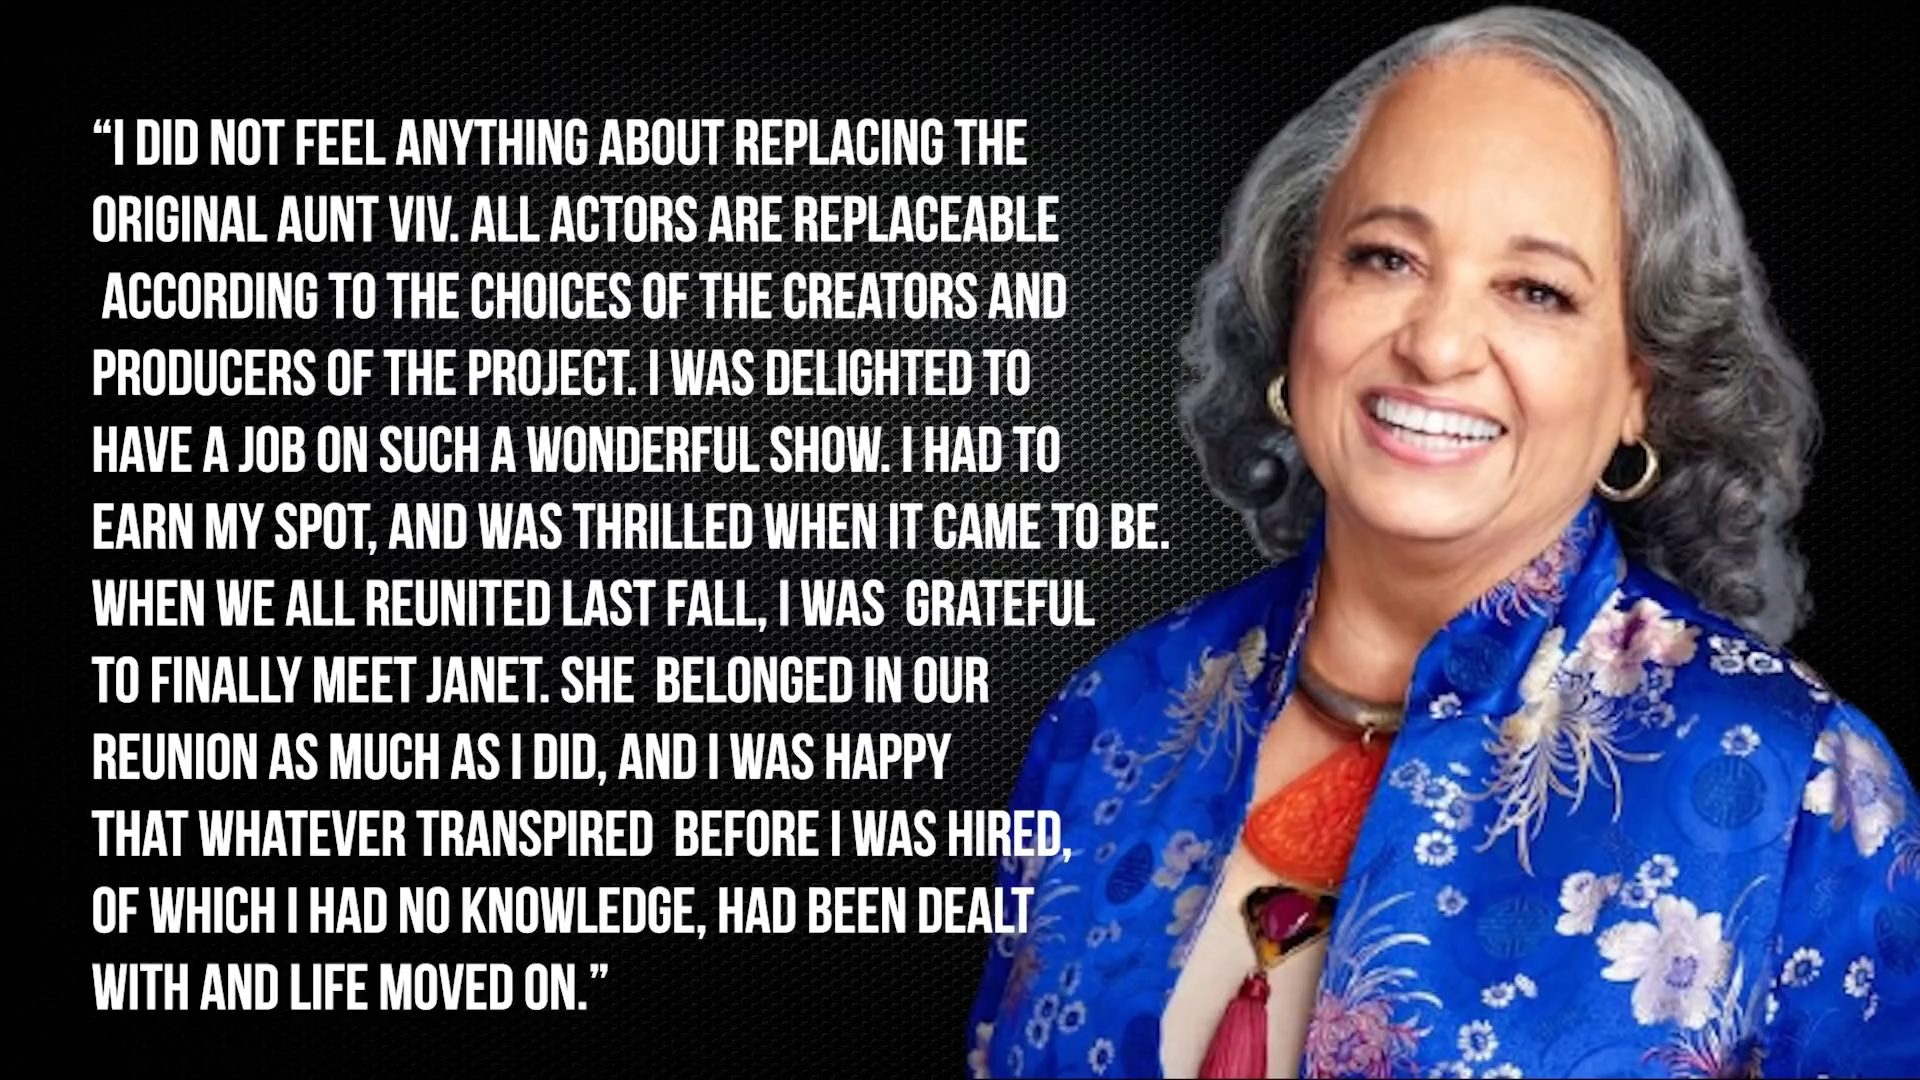 “I DID NOT FEEL ANYTHING ABOUT REPLACING THE
ORIGINAL AUNT VIV. ALL ACTORS ARE REPLACEABLE
ACCORDING TO THE CHOICES OF THE CREATORS AND
PRODUCERS OF THE PROJECT. I WAS DELIGHTED TO
HAVE A JOB ON SUCH A WONDERFUL SHOW. I HAD TO
EARN MY SPOT, AND WAS THRILLED WHEN IT CAME TO BE.
WHEN WE ALL REUNITED LAST FALL, I WAS GRATEFUL
TO FINALLY MEET JANET. SHE BELONGED IN OUR
REUNION AS MUCH AS I DID, AND I WAS HAPPY
THAT WHATEVER TRANSPIRED BEFORE I WAS HIRED,
OF WHICH I HAD NO KNOWLEDGE, HAD BEEN DEALT
WITH AND LIFE MOVED ON.”